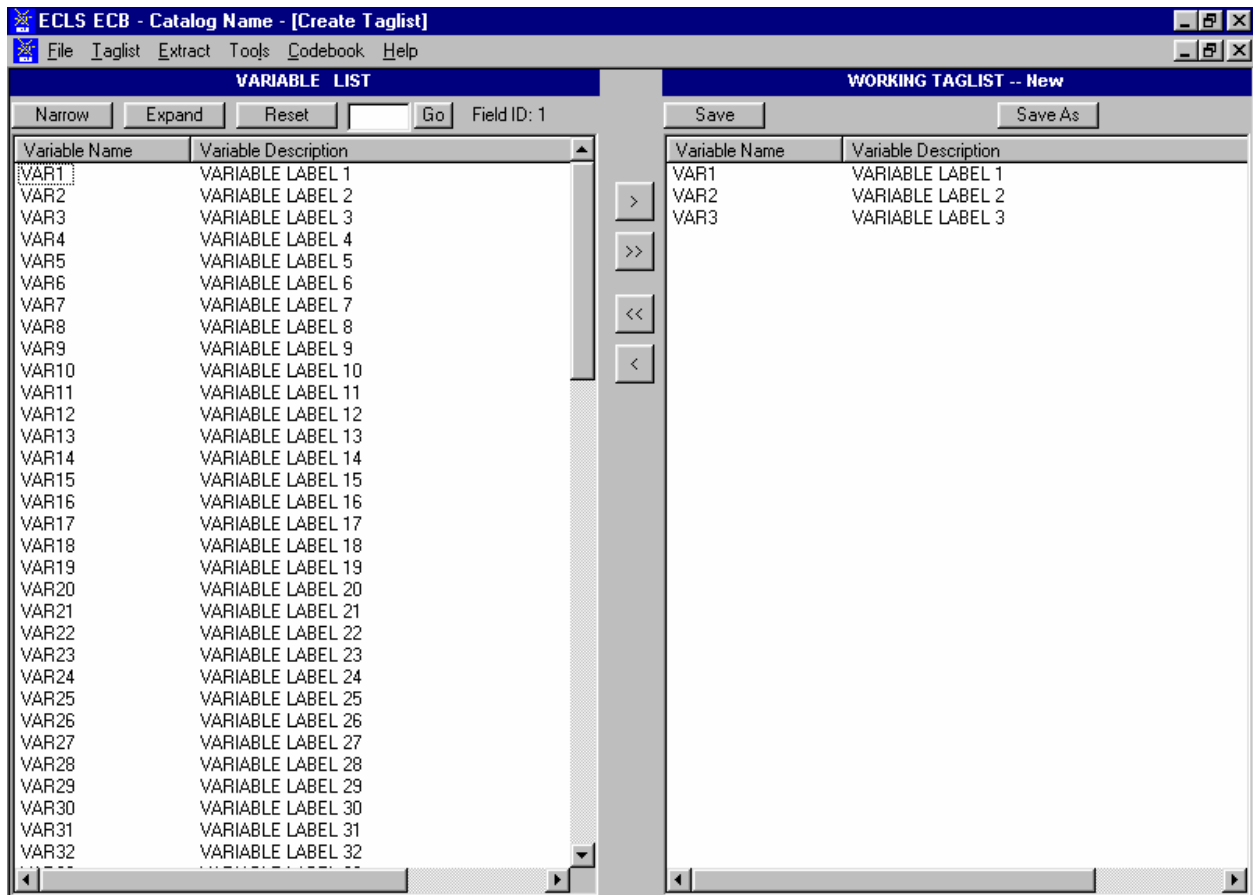 ECLS ECB - Catalog Name - [Create Taglist]
File Taglist Extract Tools Codebook Help
VARIABLE LIST
Narrow Expand Reset Go Field ID: 1
Variable Name Variable Description
VAR1 VARIABLE LABEL 1
VAR2 VARIABLE LABEL 2
VAR3 VARIABLE LABEL 3
VAR4 VARIABLE LABEL 4
VAR5 VARIABLE LABEL 5
VAR6 VARIABLE LABEL 6
VAR7 VARIABLE LABEL 7
VAR8 VARIABLE LABEL 8
VAR9 VARIABLE LABEL 9
VAR10 VARIABLE LABEL 10
VAR11 VARIABLE LABEL 11
VAR12 VARIABLE LABEL 12
VAR13 VARIABLE LABEL 13
VAR14 VARIABLE LABEL 14
VAR15 VARIABLE LABEL 15
VAR16 VARIABLE LABEL 16
VAR17 VARIABLE LABEL 17
VAR18 VARIABLE LABEL 18
VAR19 VARIABLE LABEL 19
VAR20 VARIABLE LABEL 20
VAR21 VARIABLE LABEL 21
VAR22 VARIABLE LABEL 22
VAR23 VARIABLE LABEL 23
VAR24 VARIABLE LABEL 24
VAR25 VARIABLE LABEL 25
VAR26 VARIABLE LABEL 26
VAR27 VARIABLE LABEL 27
VAR28 VARIABLE LABEL 28
VAR29 VARIABLE LABEL 29
VAR30 VARIABLE LABEL 30
VAR31 VARIABLE LABEL 31
VAR32 VARIABLE LABEL 32
>
>>
<<
<
WORKING TAGLIST -- New
Save Save As
Variable Name Variable Description
VAR1 VARIABLE LABEL 1
VAR2 VARIABLE LABEL 2
VAR3 VARIABLE LABEL 3